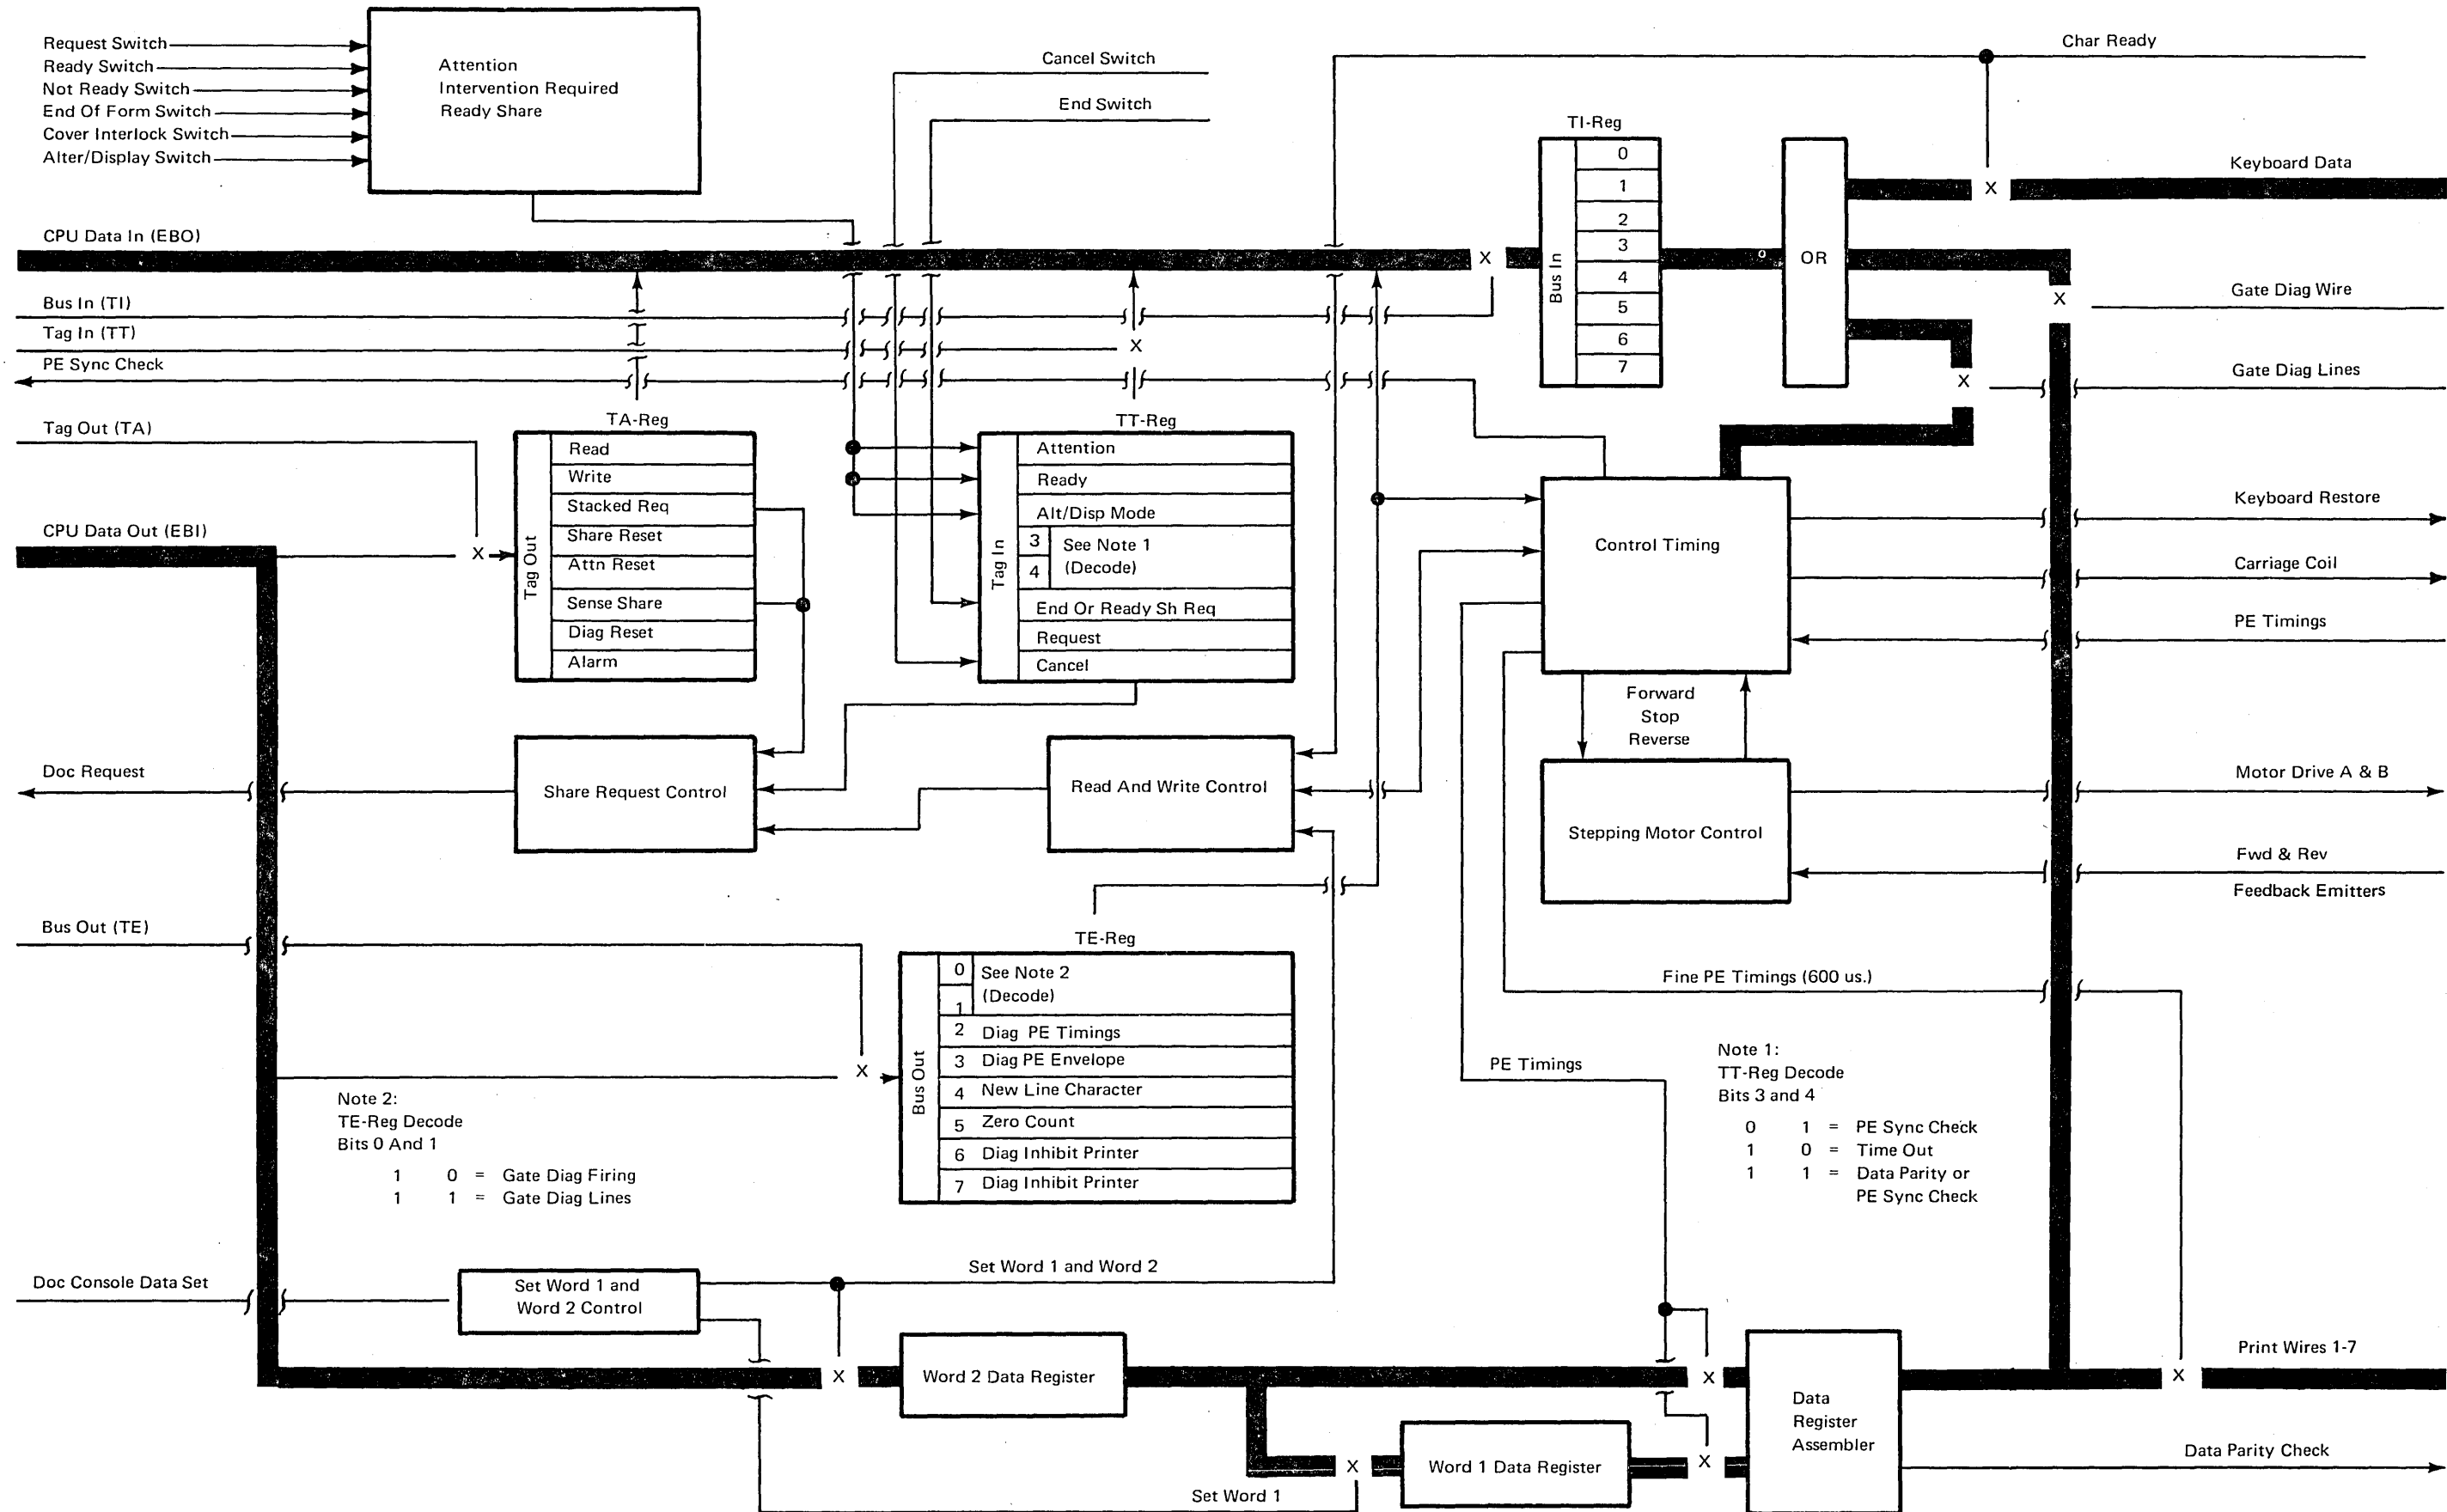 Request Switch
Ready Switch
Not Ready Switch
End Of Form Switch
Cover Interlock Switch
Alter/Display Switch
Attention
Intervention Required
Ready Share
Cancel Switch
End Switch
Char Ready
Keyboard Data
CPU Data In (EBO)
Bus In (TI)
Tag In (TT)
PE Sync Check
TI-Reg
Bus In
0
1
2
3
4
5
6
7
OR
X
X
X
X
X
Gate Diag Wire
Gate Diag Lines
Tag Out (TA)
CPU Data Out (EBI)
X
TA-Reg
Tag Out
Read
Write
Stacked Req
Share Reset
Attn Reset
Sense Share
Diag Reset
Alarm
TT-Reg
Tag In
Attention
Ready
Alt/Disp Mode
3
4
See Note 1
(Decode)
End Or Ready Sh Req
Request
Cancel
Control Timing
Keyboard Restore
Carriage Coil
PE Timings
Forward
Stop
Reverse
Doc Request
Share Request Control
Read And Write Control
Stepping Motor Control
Motor Drive A & B
Fwd & Rev
Feedback Emitters
Bus Out (TE)
X
TE-Reg
Bus Out
0
1
See Note 2
(Decode)
2 Diag PE Timings
3 Diag PE Envelope
4 New Line Character
5 Zero Count
6 Diag Inhibit Printer
7 Diag Inhibit Printer
Fine PE Timings (600 us.)
PE Timings
Note 1:
TT-Reg Decode
Bits 3 and 4
0 1 = PE Sync Check
1 0 = Time Out
1 1 = Data Parity or
PE Sync Check
Note 2:
TE-Reg Decode
Bits 0 And 1
1 0 = Gate Diag Firing
1 1 = Gate Diag Lines
Doc Console Data Set
Set Word 1 and
Word 2 Control
Set Word 1 and Word 2
X
Word 2 Data Register
X
Data
Register
Assembler
X
Print Wires 1-7
X
Word 1 Data Register
X
Data Parity Check
Set Word 1